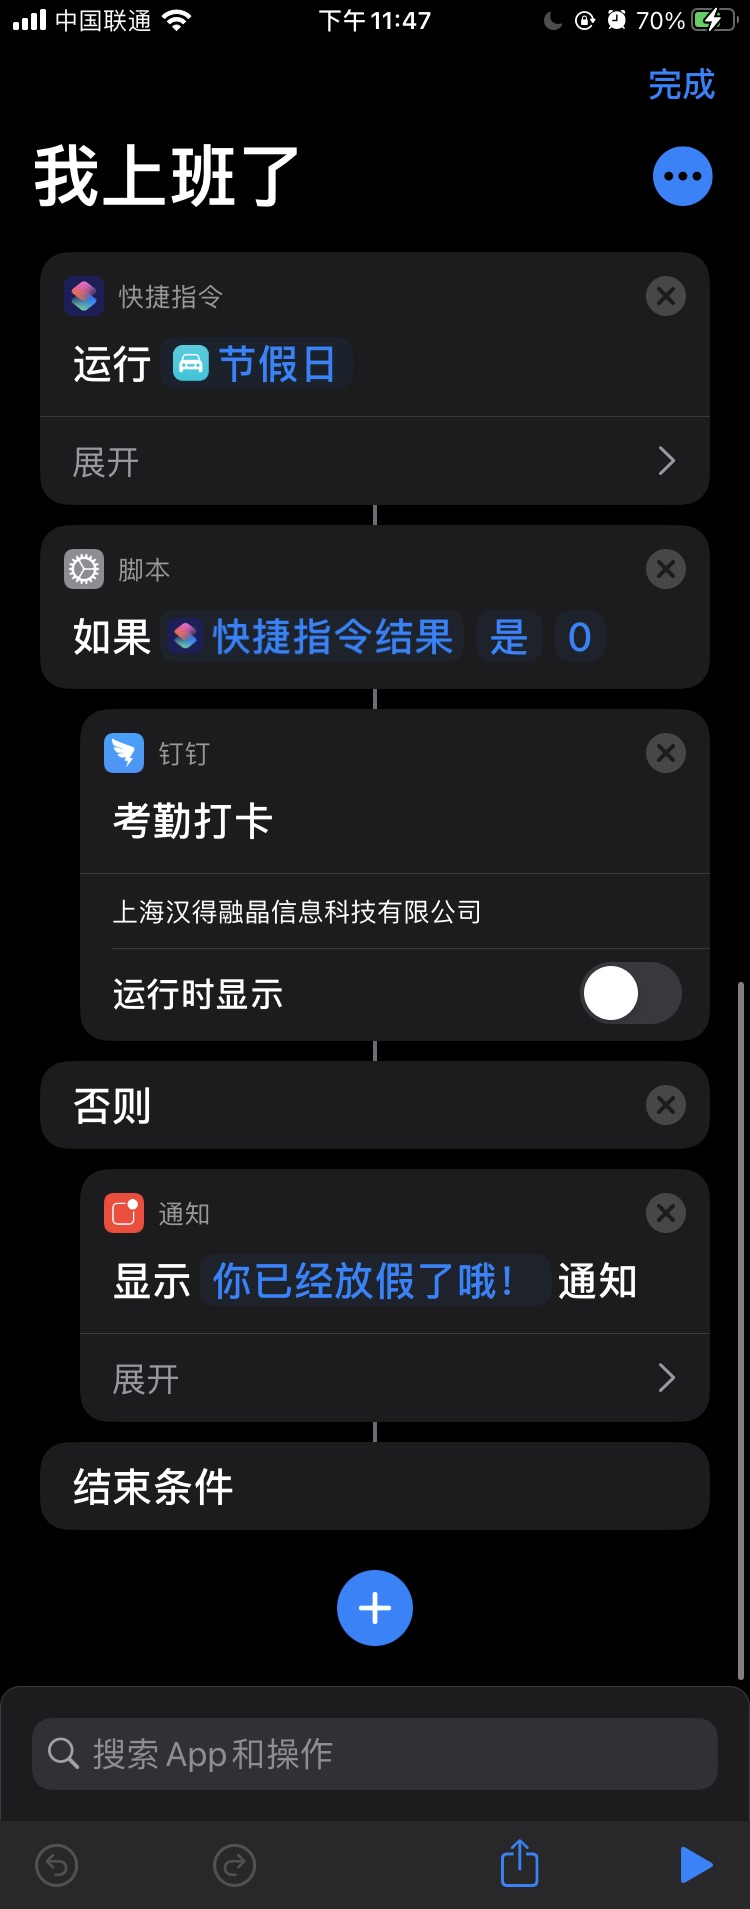 中国联通 下午11:47 70%
完成
我上班了
快捷指令
运行 节假日
展开
脚本
如果 快捷指令结果 是 0
钉钉
考勤打卡
上海汉得融晶信息科技有限公司
运行时显示
否则
通知
显示 你已经放假了哦！ 通知
展开
结束条件
搜索 App 和操作